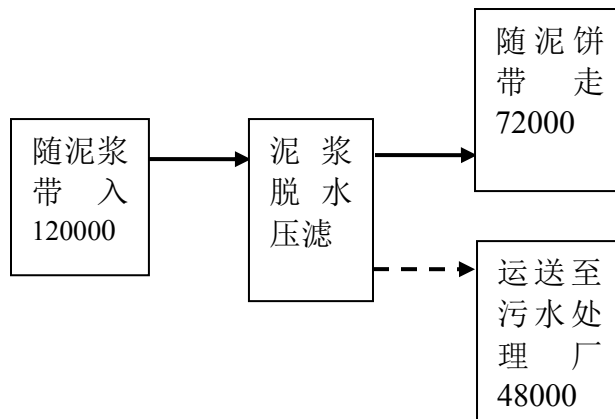 随泥浆
带入
120000
泥浆
脱水
压滤
随泥饼
带走
72000
运送至
污水处
理厂
48000